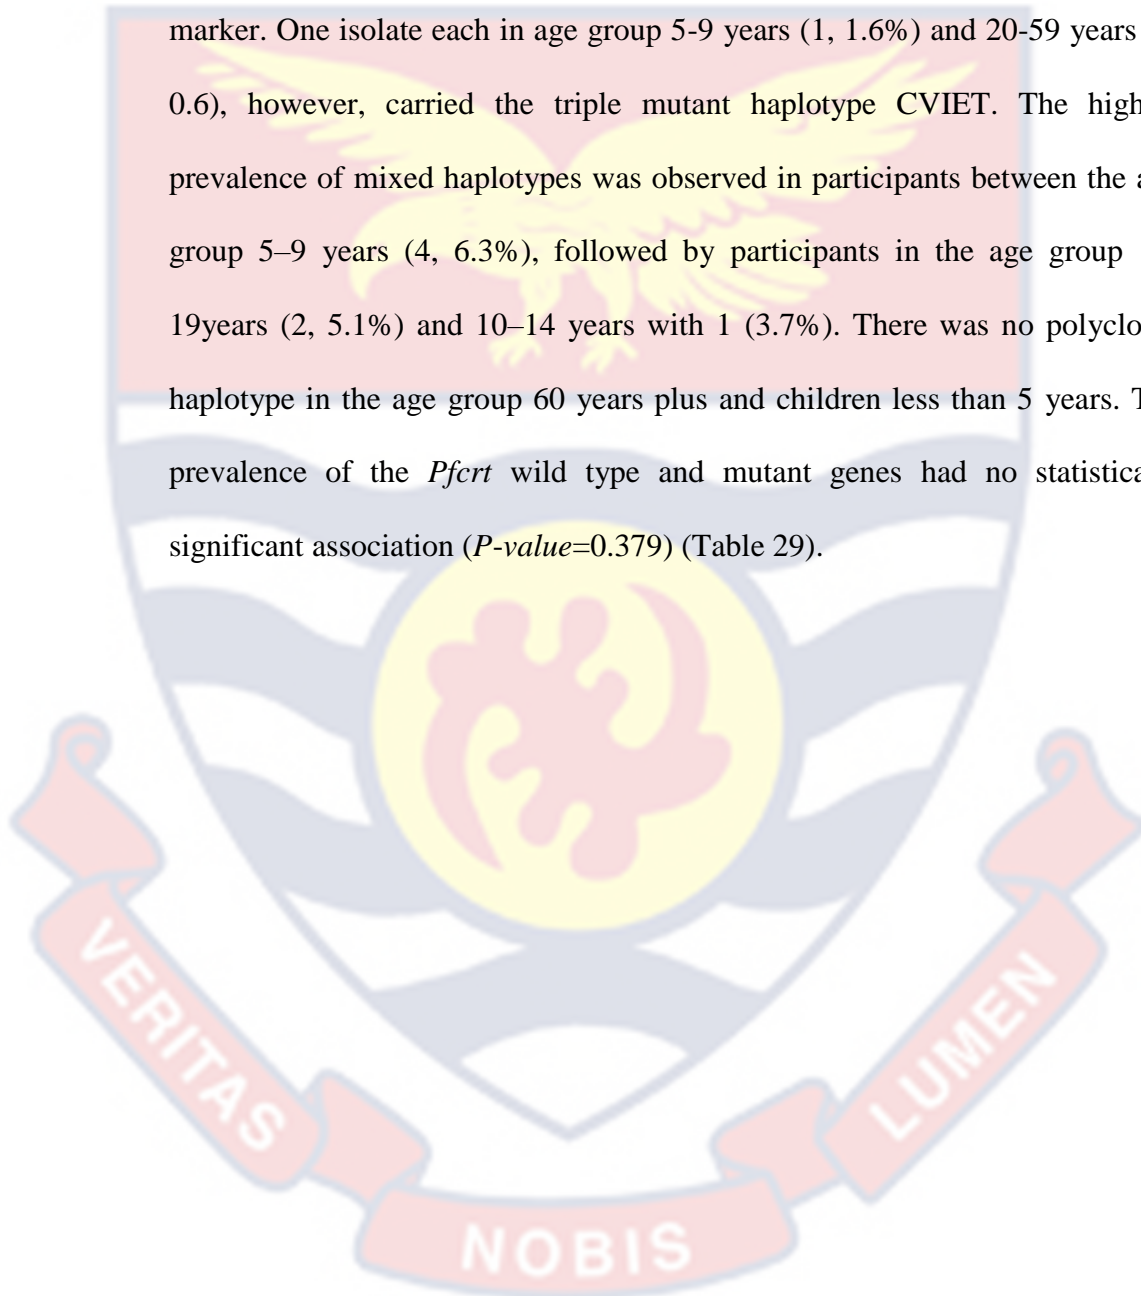 marker. One isolate each in age group 5-9 years (1, 1.6%) and 20-59 years
0.6), however, carried the triple mutant haplotype CVIET. The high
prevalence of mixed haplotypes was observed in participants between the a
group 5–9 years (4, 6.3%), followed by participants in the age group
19years (2, 5.1%) and 10–14 years with 1 (3.7%). There was no polyclo
haplotype in the age group 60 years plus and children less than 5 years. T
prevalence of the Pfcrt wild type and mutant genes had no statistica
significant association (P-value=0.379) (Table 29).
VERITAS
NOBIS
LUMEN